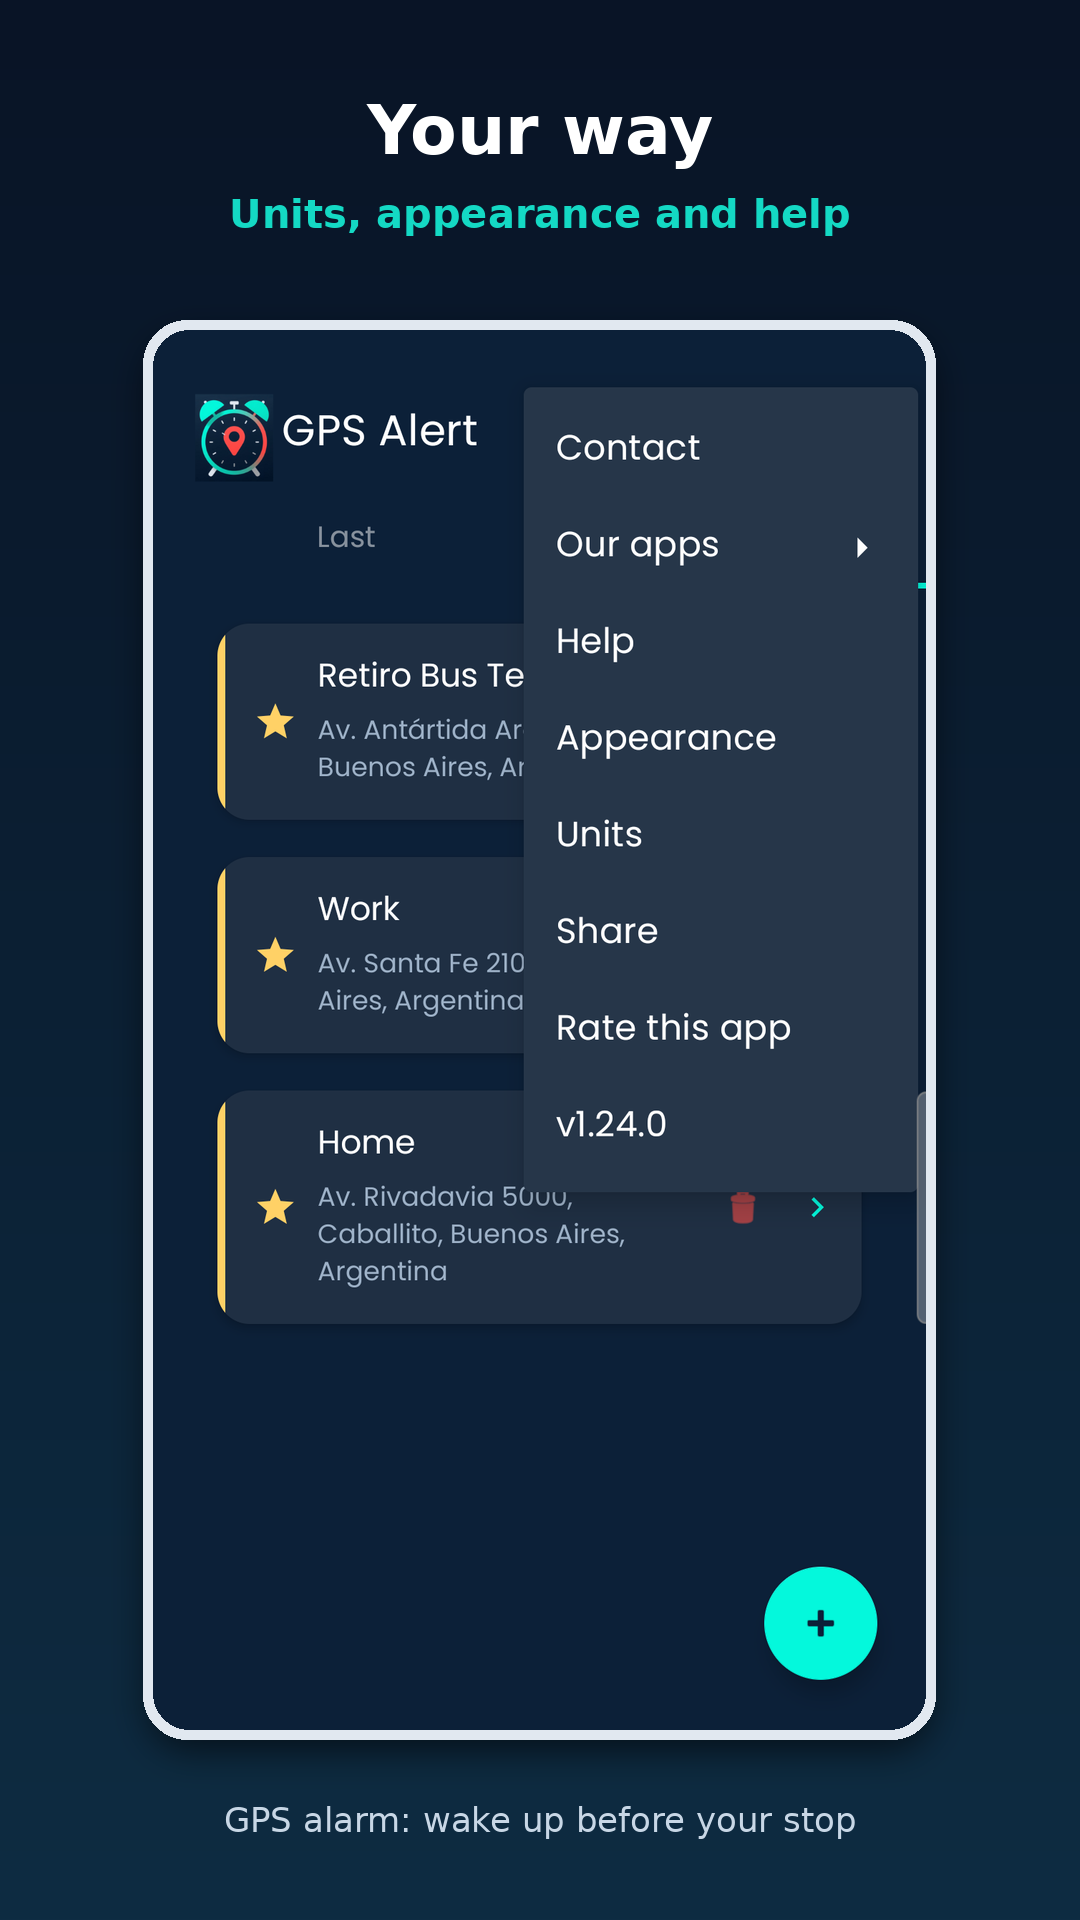 Your way
Units, appearance and help
GPS Alert
Last
Contact
Our apps
Help
Appearance
Units
Share
Rate this app
v1.24.0
Retiro Bus Te
Av. Antártida
Buenos Aires,
Work
Av. Santa Fe 210
Aires, Argentina
Home
Av. Rivadavia 5000,
Caballito, Buenos Aires,
Argentina
+
GPS alarm: wake up before your stop